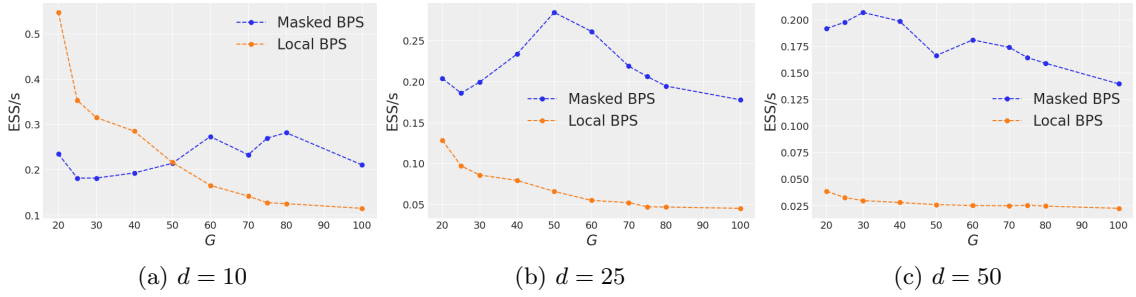 Masked BPS
Local BPS
ESS/s
0.5
0.4
0.3
0.2
0.1
20 30 40 50 60 70 80 90 100
G
(a) d = 10
Masked BPS
Local BPS
ESS/s
0.25
0.20
0.15
0.10
0.05
20 30 40 50 60 70 80 90 100
G
(b) d = 25
Masked BPS
Local BPS
ESS/s
0.200
0.175
0.150
0.125
0.100
0.075
0.050
0.025
20 30 40 50 60 70 80 90 100
G
(c) d = 50